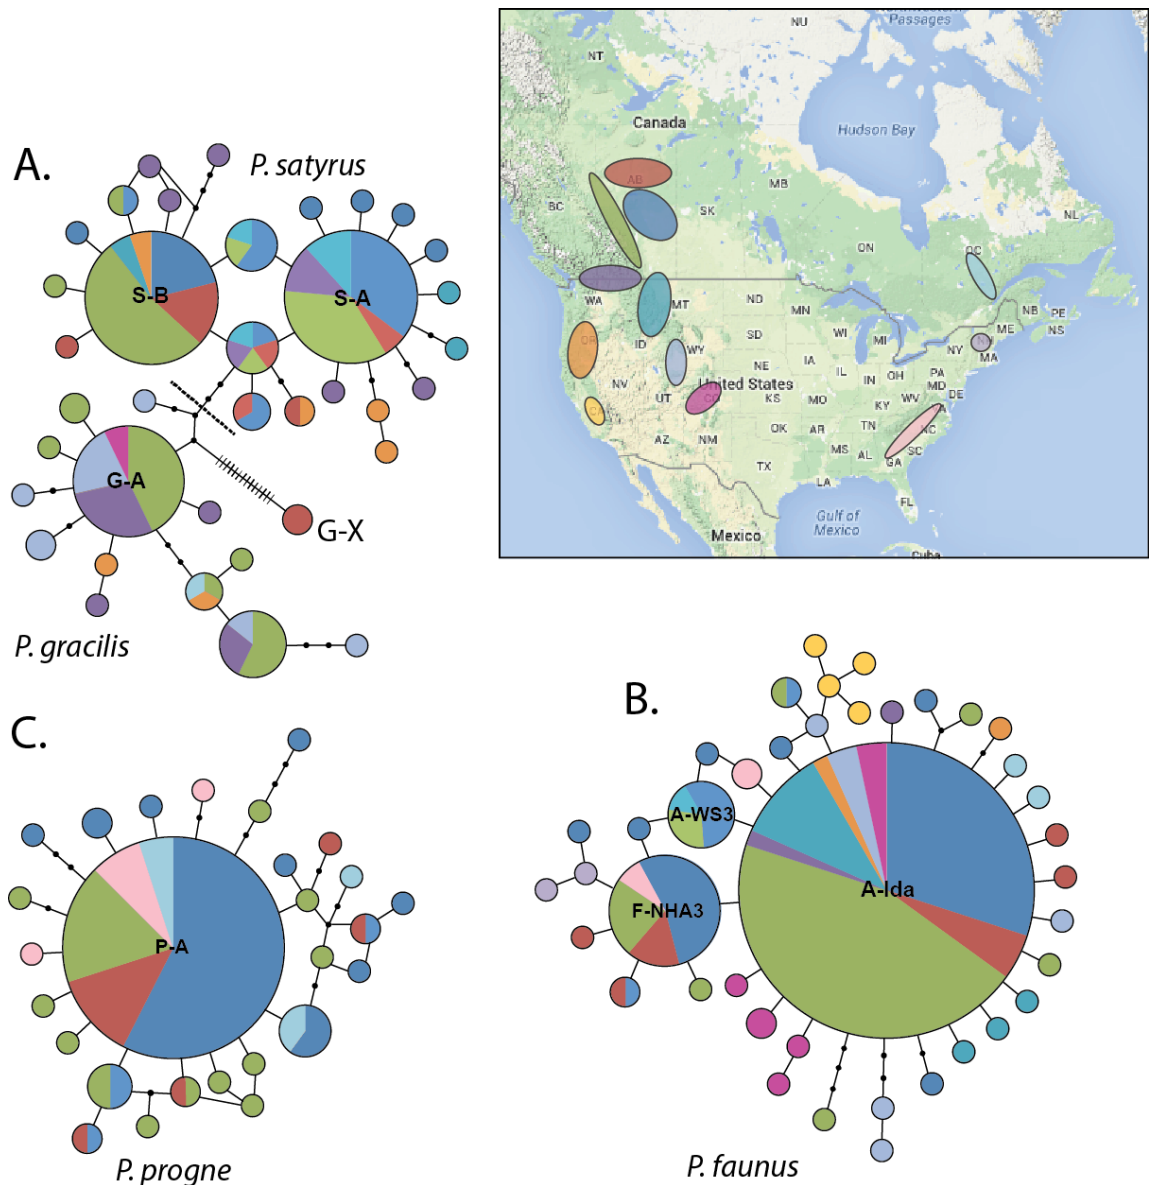 Northwestern
Passages
NU
NT
Canada
Hudson Bay
A.
P. satyrus
AB
MB
BC
SK
NL
ON
QC
S-B
S-A
WA
MT
ND
MN
NB
PE
ME
NS
OR
ID
WY
SD
WI
MI
NY
NH
MA
NE
IA
IL
IN
OH
PA
MD
DE
NV
UT
United States
CO
KS
MO
KY
WV
VA
CA
TN
NC
AZ
NM
OK
AR
MS
AL
SC
GA
TX
LA
FL
G-A
G-X
Gulf of
Mexico
Mexico
Cuba
P. gracilis
B.
C.
A-WS3
A-Ida
F-NHA3
P-A
P. progne
P. faunus